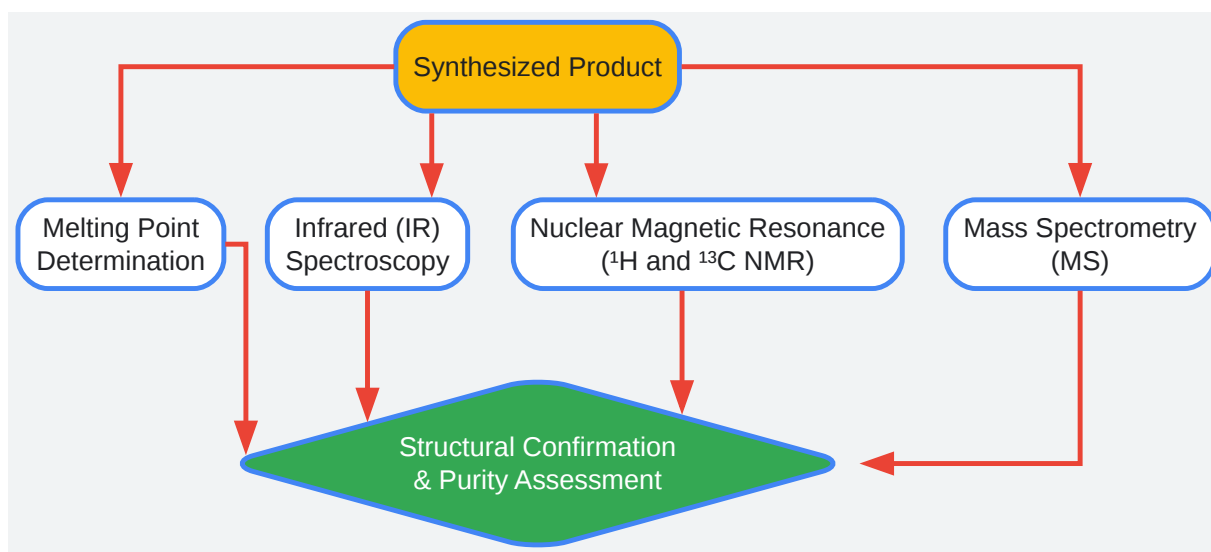 Synthesized Product
Melting Point
Determination
Infrared (IR)
Spectroscopy
Nuclear Magnetic Resonance
(¹H and ¹³C NMR)
Mass Spectrometry
(MS)
Structural Confirmation
& Purity Assessment